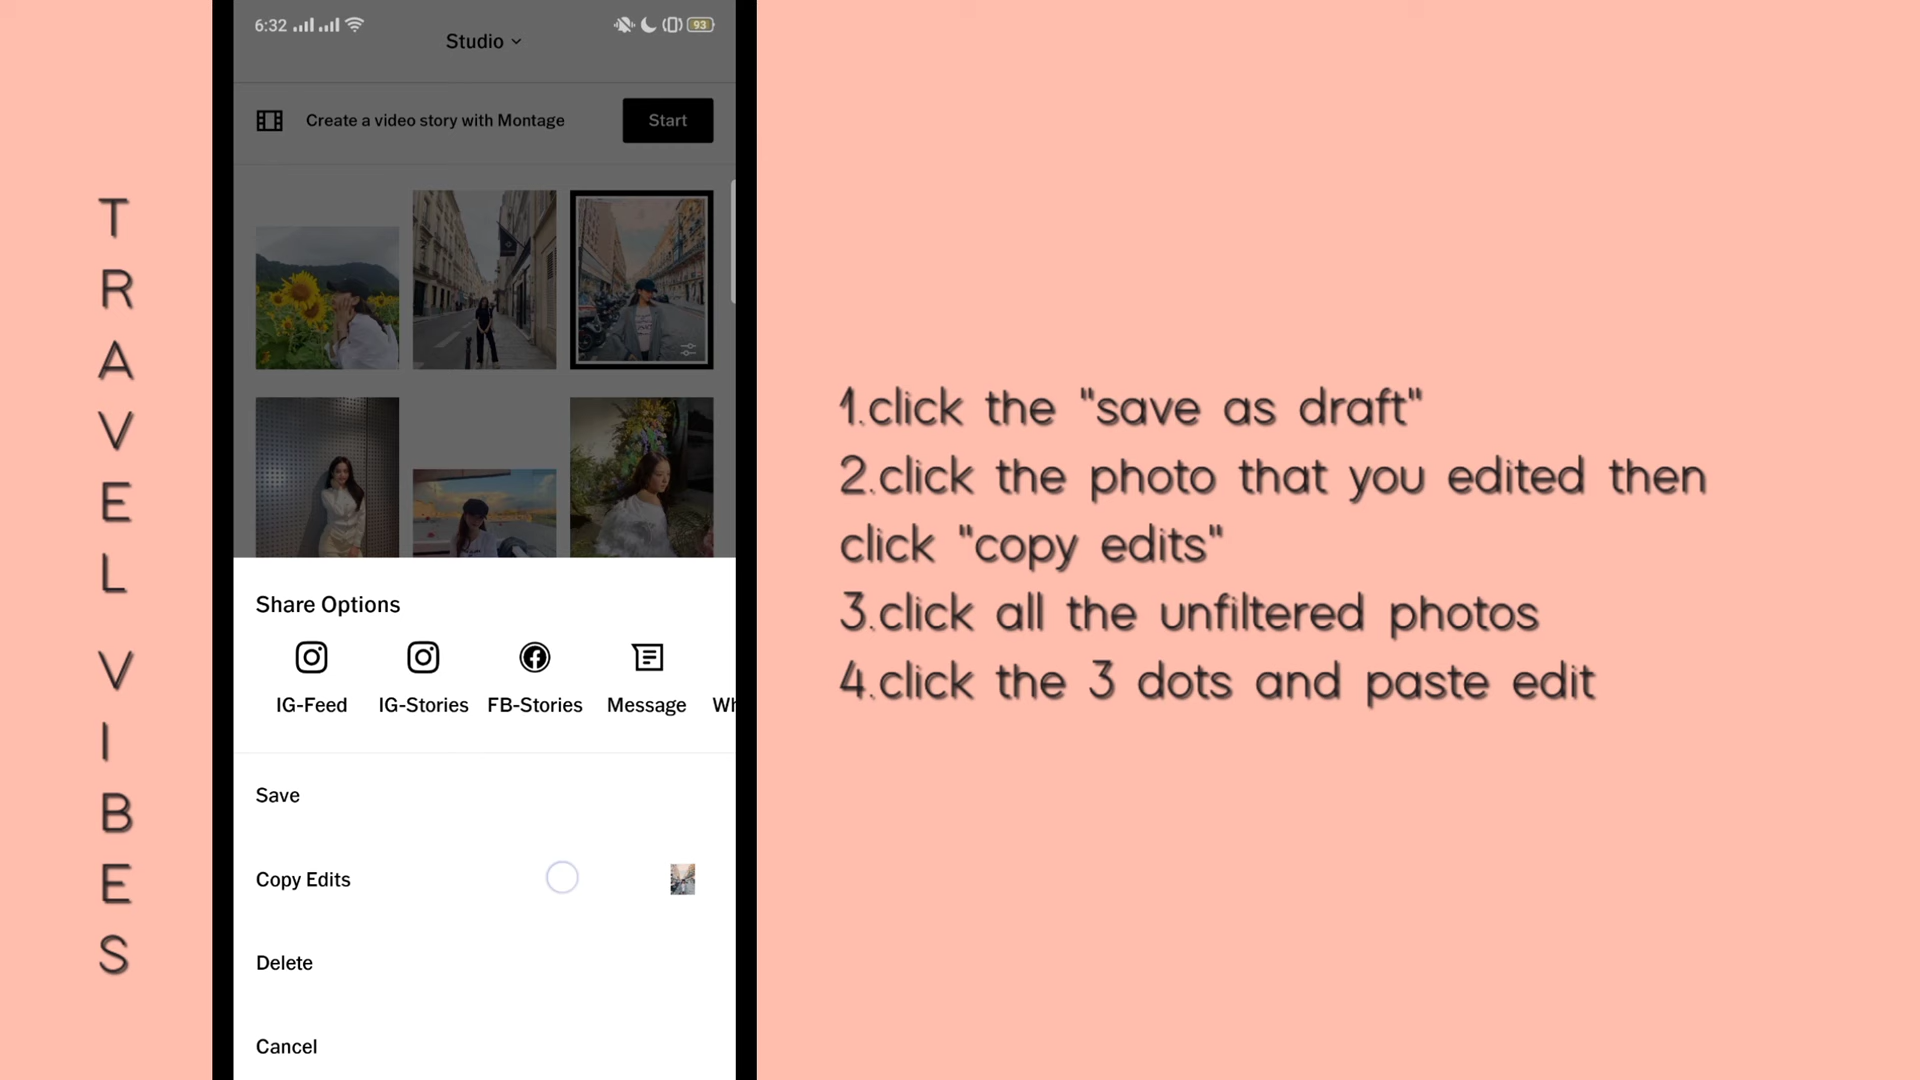 TRAVEL VIBES
6:32
93
Studio
Create a video story with Montage
Start
Share Options
IG-Feed
IG-Stories
FB-Stories
Message
Wh
Save
Copy Edits
Delete
Cancel
1.click the "save as draft"
2.click the photo that you edited then
click "copy edits"
3.click all the unfiltered photos
4.click the 3 dots and paste edit